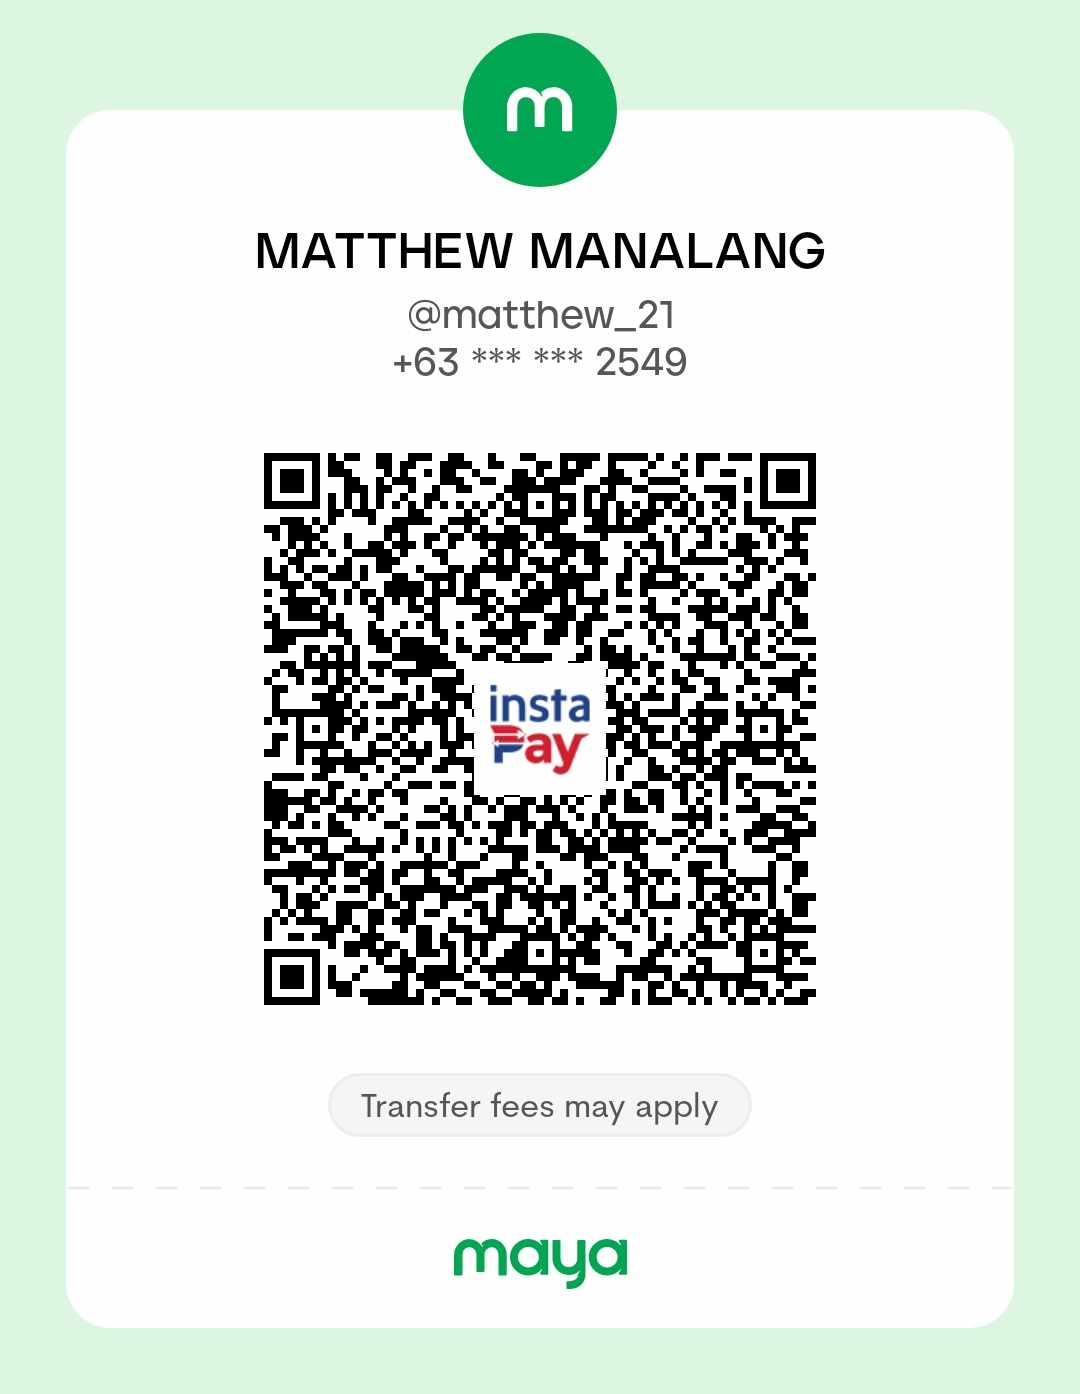 m
MATTHEW MANALANG
@matthew_21
+63 *** *** 2549
insta
Pay
Transfer fees may apply
maya